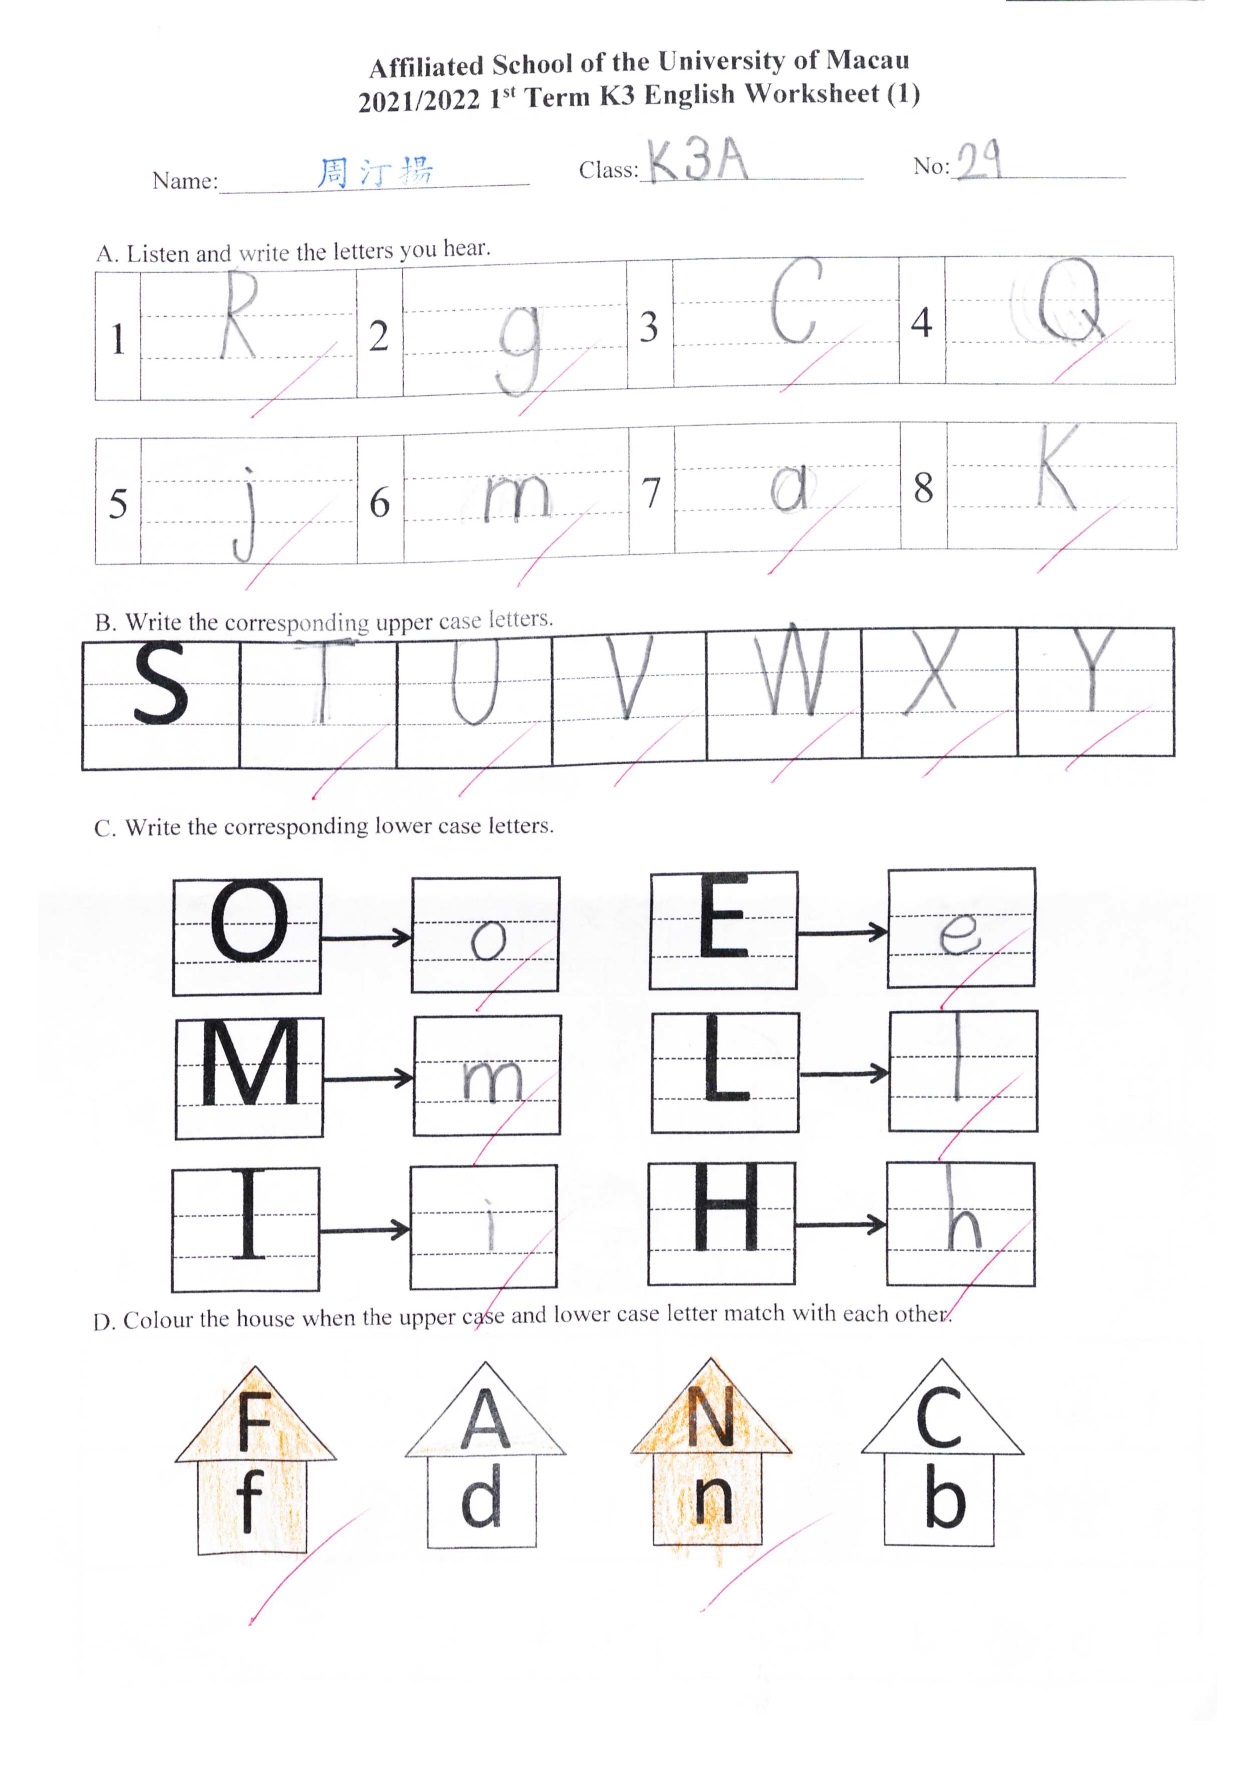 Affiliated School of the University of Macau
2021/2022 1st Term K3 English Worksheet (1)
Name: 周汀揚 Class: K3A No: 29
A. Listen and write the letters you hear.
1 R 2 g 3 C 4 Q
5 j 6 m 7 a 8 K
B. Write the corresponding upper case letters.
S T U V W X Y
C. Write the corresponding lower case letters.
O o E e
M m L l
I i H h
D. Colour the house when the upper case and lower case letter match with each other.
F A N C
f d n b